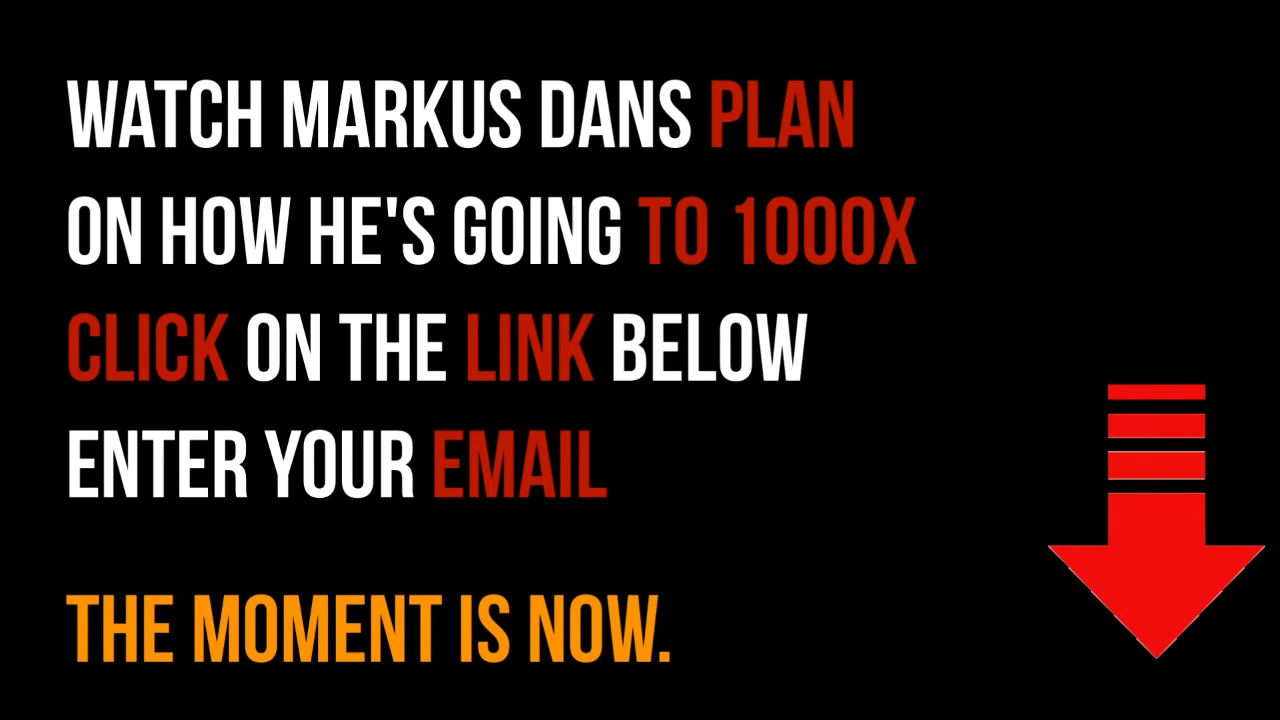 WATCH MARKUS DANS PLAN
ON HOW HE'S GOING TO 1000X
CLICK ON THE LINK BELOW
ENTER YOUR EMAIL
THE MOMENT IS NOW.